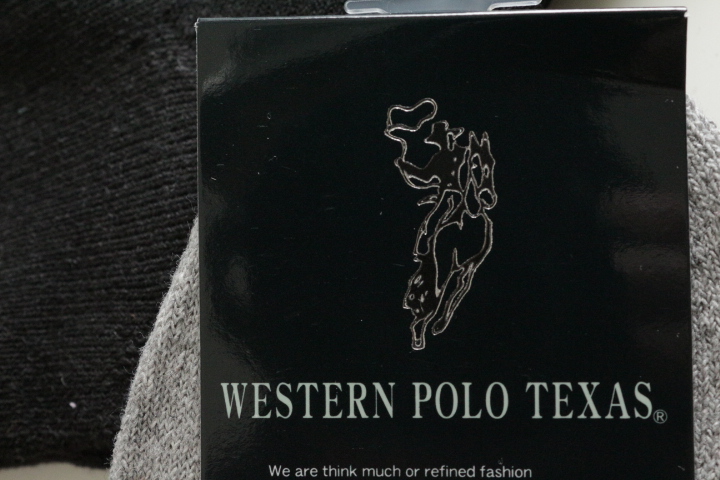 WESTERN POLO TEXAS®
We are think much or refined fashion